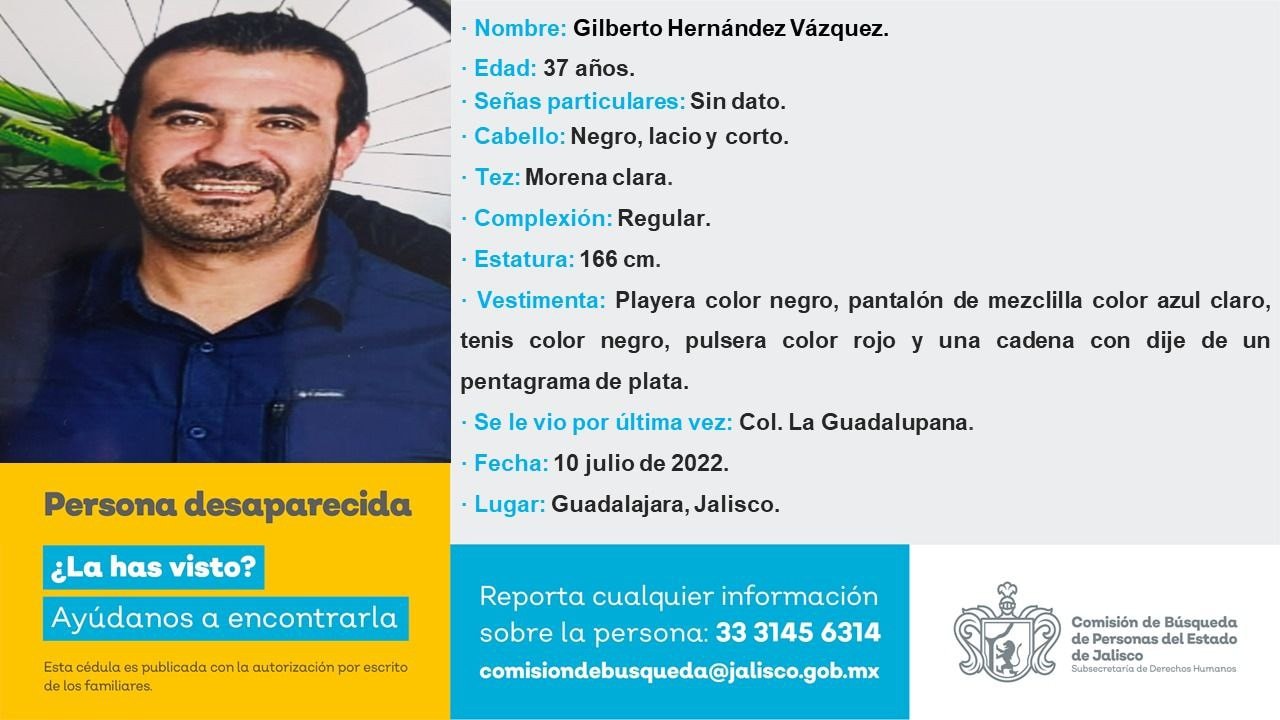 · Nombre: Gilberto Hernández Vázquez.
· Edad: 37 años.
· Señas particulares: Sin dato.
· Cabello: Negro, lacio y corto.
· Tez: Morena clara.
· Complexión: Regular.
· Estatura: 166 cm.
· Vestimenta: Playera color negro, pantalón de mezclilla color azul claro,
tenis color negro, pulsera color rojo y una cadena con dije de un
pentagrama de plata.
· Se le vio por última vez: Col. La Guadalupana.
· Fecha: 10 julio de 2022.
· Lugar: Guadalajara, Jalisco.
Persona desaparecida
¿La has visto?
Ayúdanos a encontrarla
Esta cédula es publicada con la autorización por escrito
de los familiares.
Reporta cualquier información
sobre la persona: 33 3145 6314
comisiondebusqueda@jalisco.gob.mx
Comisión de Búsqueda
de Personas del Estado
de Jalisco
Subsecretaría de Derechos Humanos